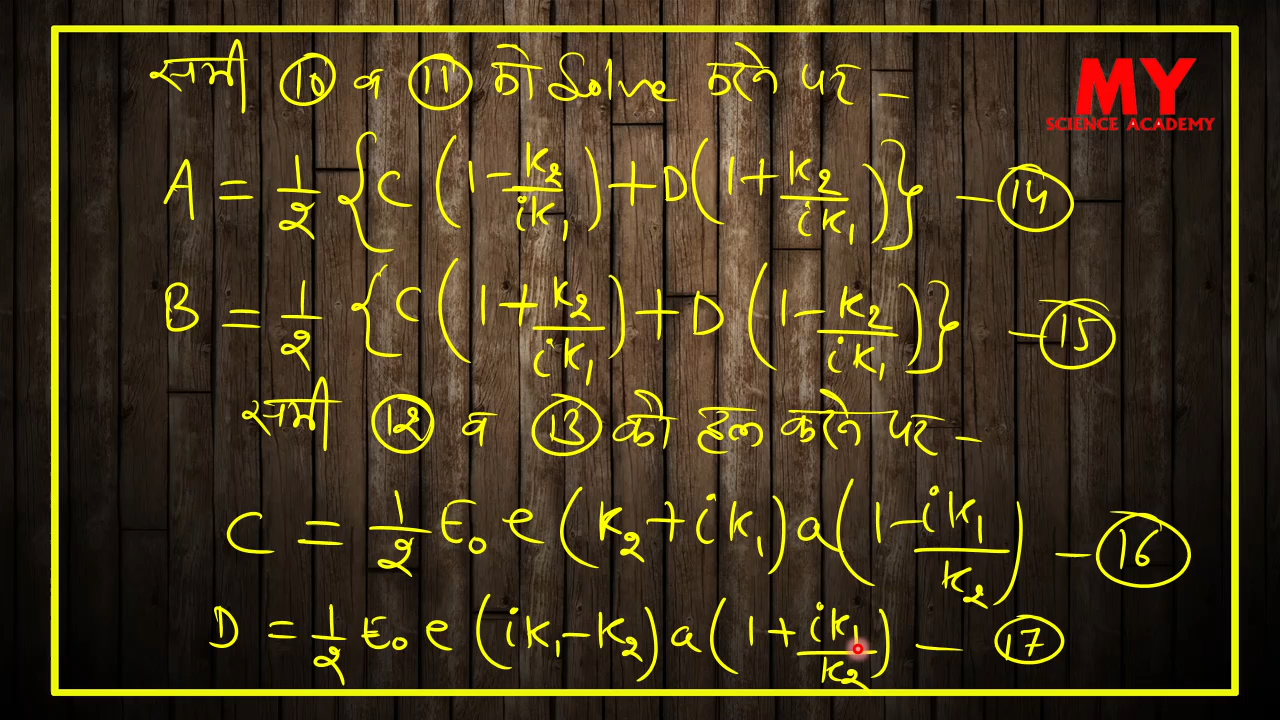 समी ⑩ व ⑪ को Solve करने पर –
MY
SCIENCE ACADEMY
A = 1/2 { C (1 - K₂/iK₁) + D (1 + K₂/iK₁) } — ⑭
B = 1/2 { C (1 + K₂/iK₁) + D (1 - K₂/iK₁) } — ⑮
समी ⑫ व ⑬ को हल करने पर –
C = 1/2 E₀ e (K₂ + iK₁) a (1 - iK₁/K₂) — ⑯
D = 1/2 E₀ e (iK₁ - K₂) a (1 + iK₁/K₂) — ⑰